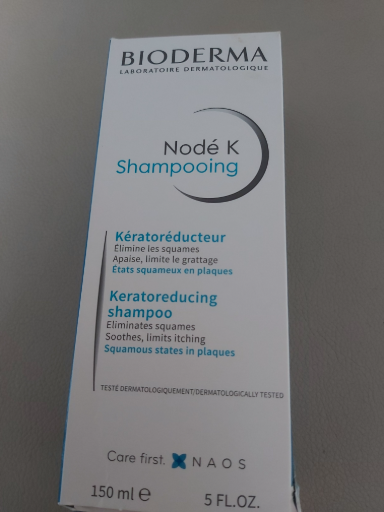 BIODERMA
LABORATOIRE DERMATOLOGIQUE
Nodé K
Shampooing
Kératoréducteur
Élimine les squames
Apaise, limite le grattage
États squameux en plaques
Keratoreducing
shampoo
Eliminates squames
Soothes, limits itching
Squamous states in plaques
TESTÉ DERMATOLOGIQUEMENT/DERMATOLOGICALLY TESTED
Care first. NAOS
150 ml e 5 FL.OZ.